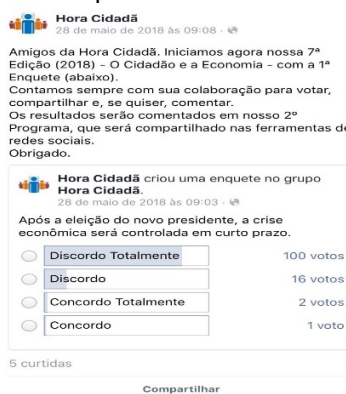 Hora Cidadã
28 de maio de 2018 às 09:08 ·
Amigos da Hora Cidadã. Iniciamos agora nossa 7ª
Edição (2018) - O Cidadão e a Economia - com a 1ª
Enquete (abaixo).
Contamos sempre com sua colaboração para votar,
compartilhar e, se quiser, comentar.
Os resultados serão comentados em nosso 2º
Programa, que será compartilhado nas ferramentas de
redes sociais.
Obrigado.
Hora Cidadã criou uma enquete no grupo
Hora Cidadã.
28 de maio de 2018 às 09:03 ·
Após a eleição do novo presidente, a crise
econômica será controlada em curto prazo.
Discordo Totalmente 100 votos
Discordo 16 votos
Concordo Totalmente 2 votos
Concordo 1 voto
5 curtidas
Compartilhar